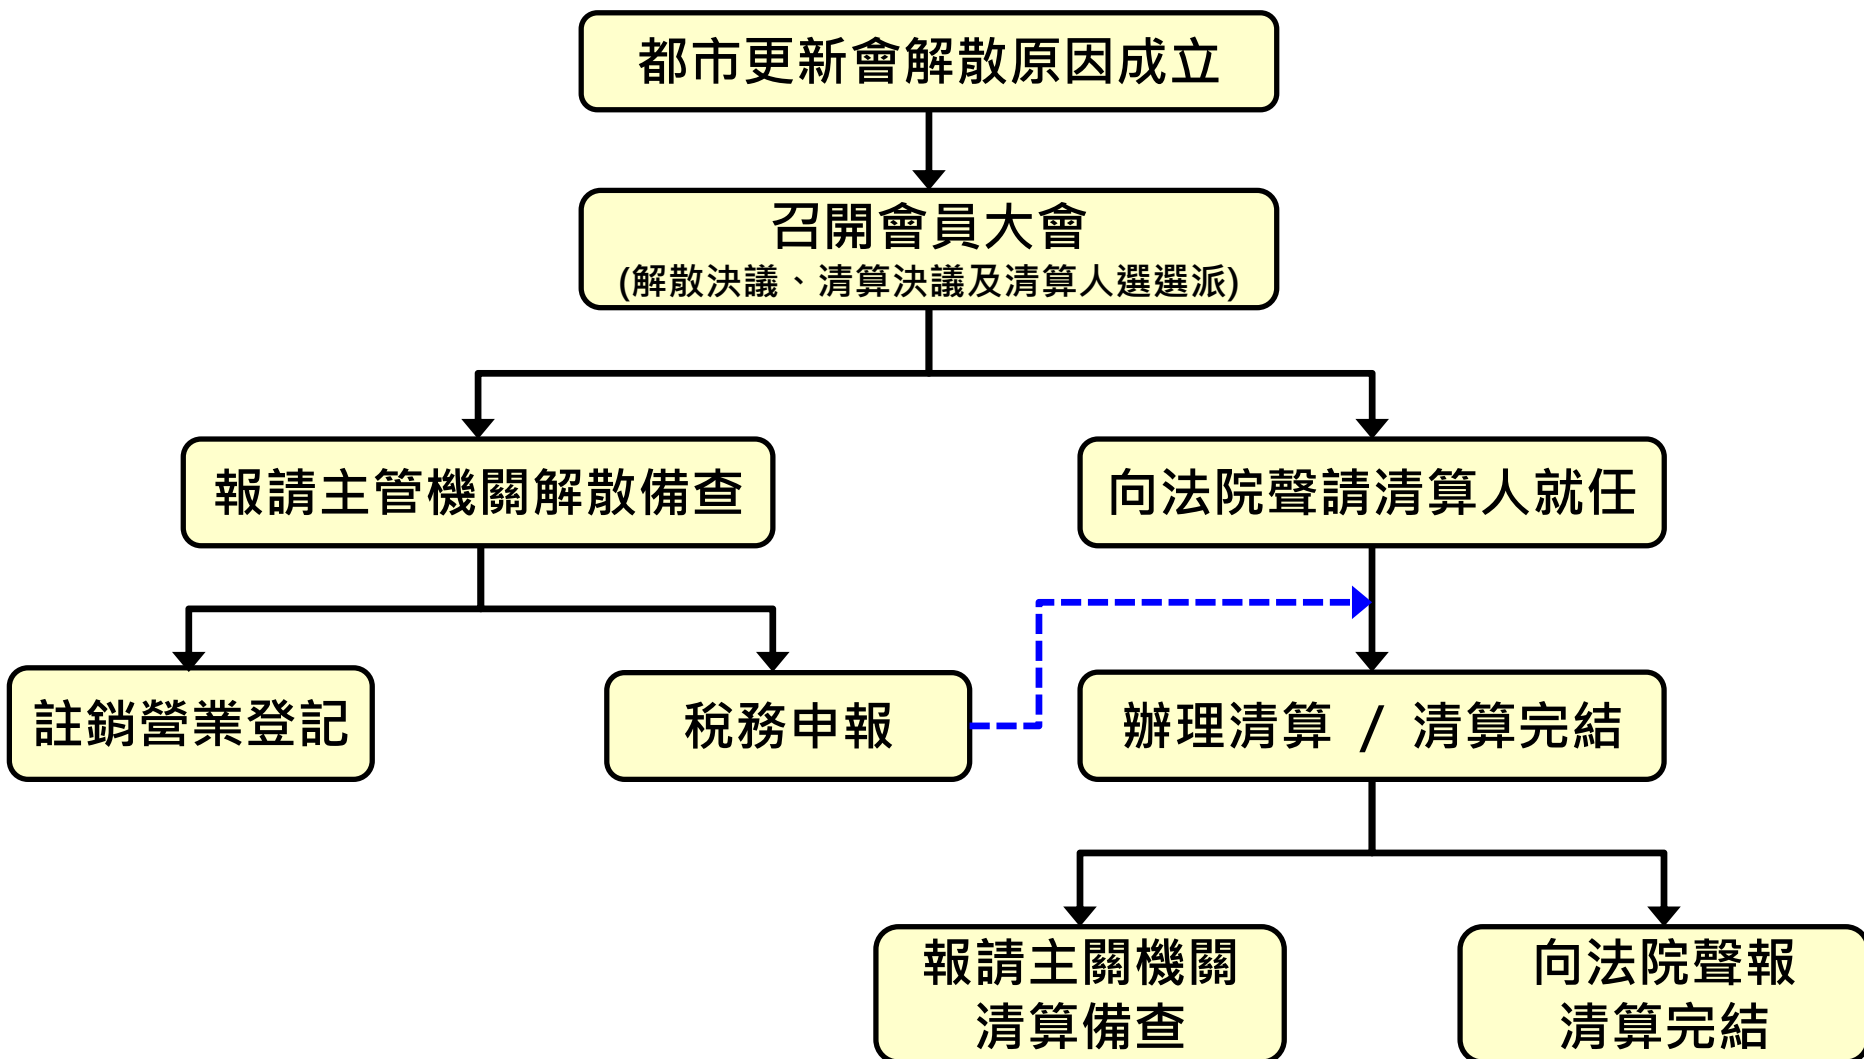 都市更新會解散原因成立
召開會員大會
(解散決議、清算決議及清算人選選派)
報請主管機關解散備查
向法院聲請清算人就任
註銷營業登記
稅務申報
辦理清算 / 清算完結
報請主關機關
清算備查
向法院聲報
清算完結